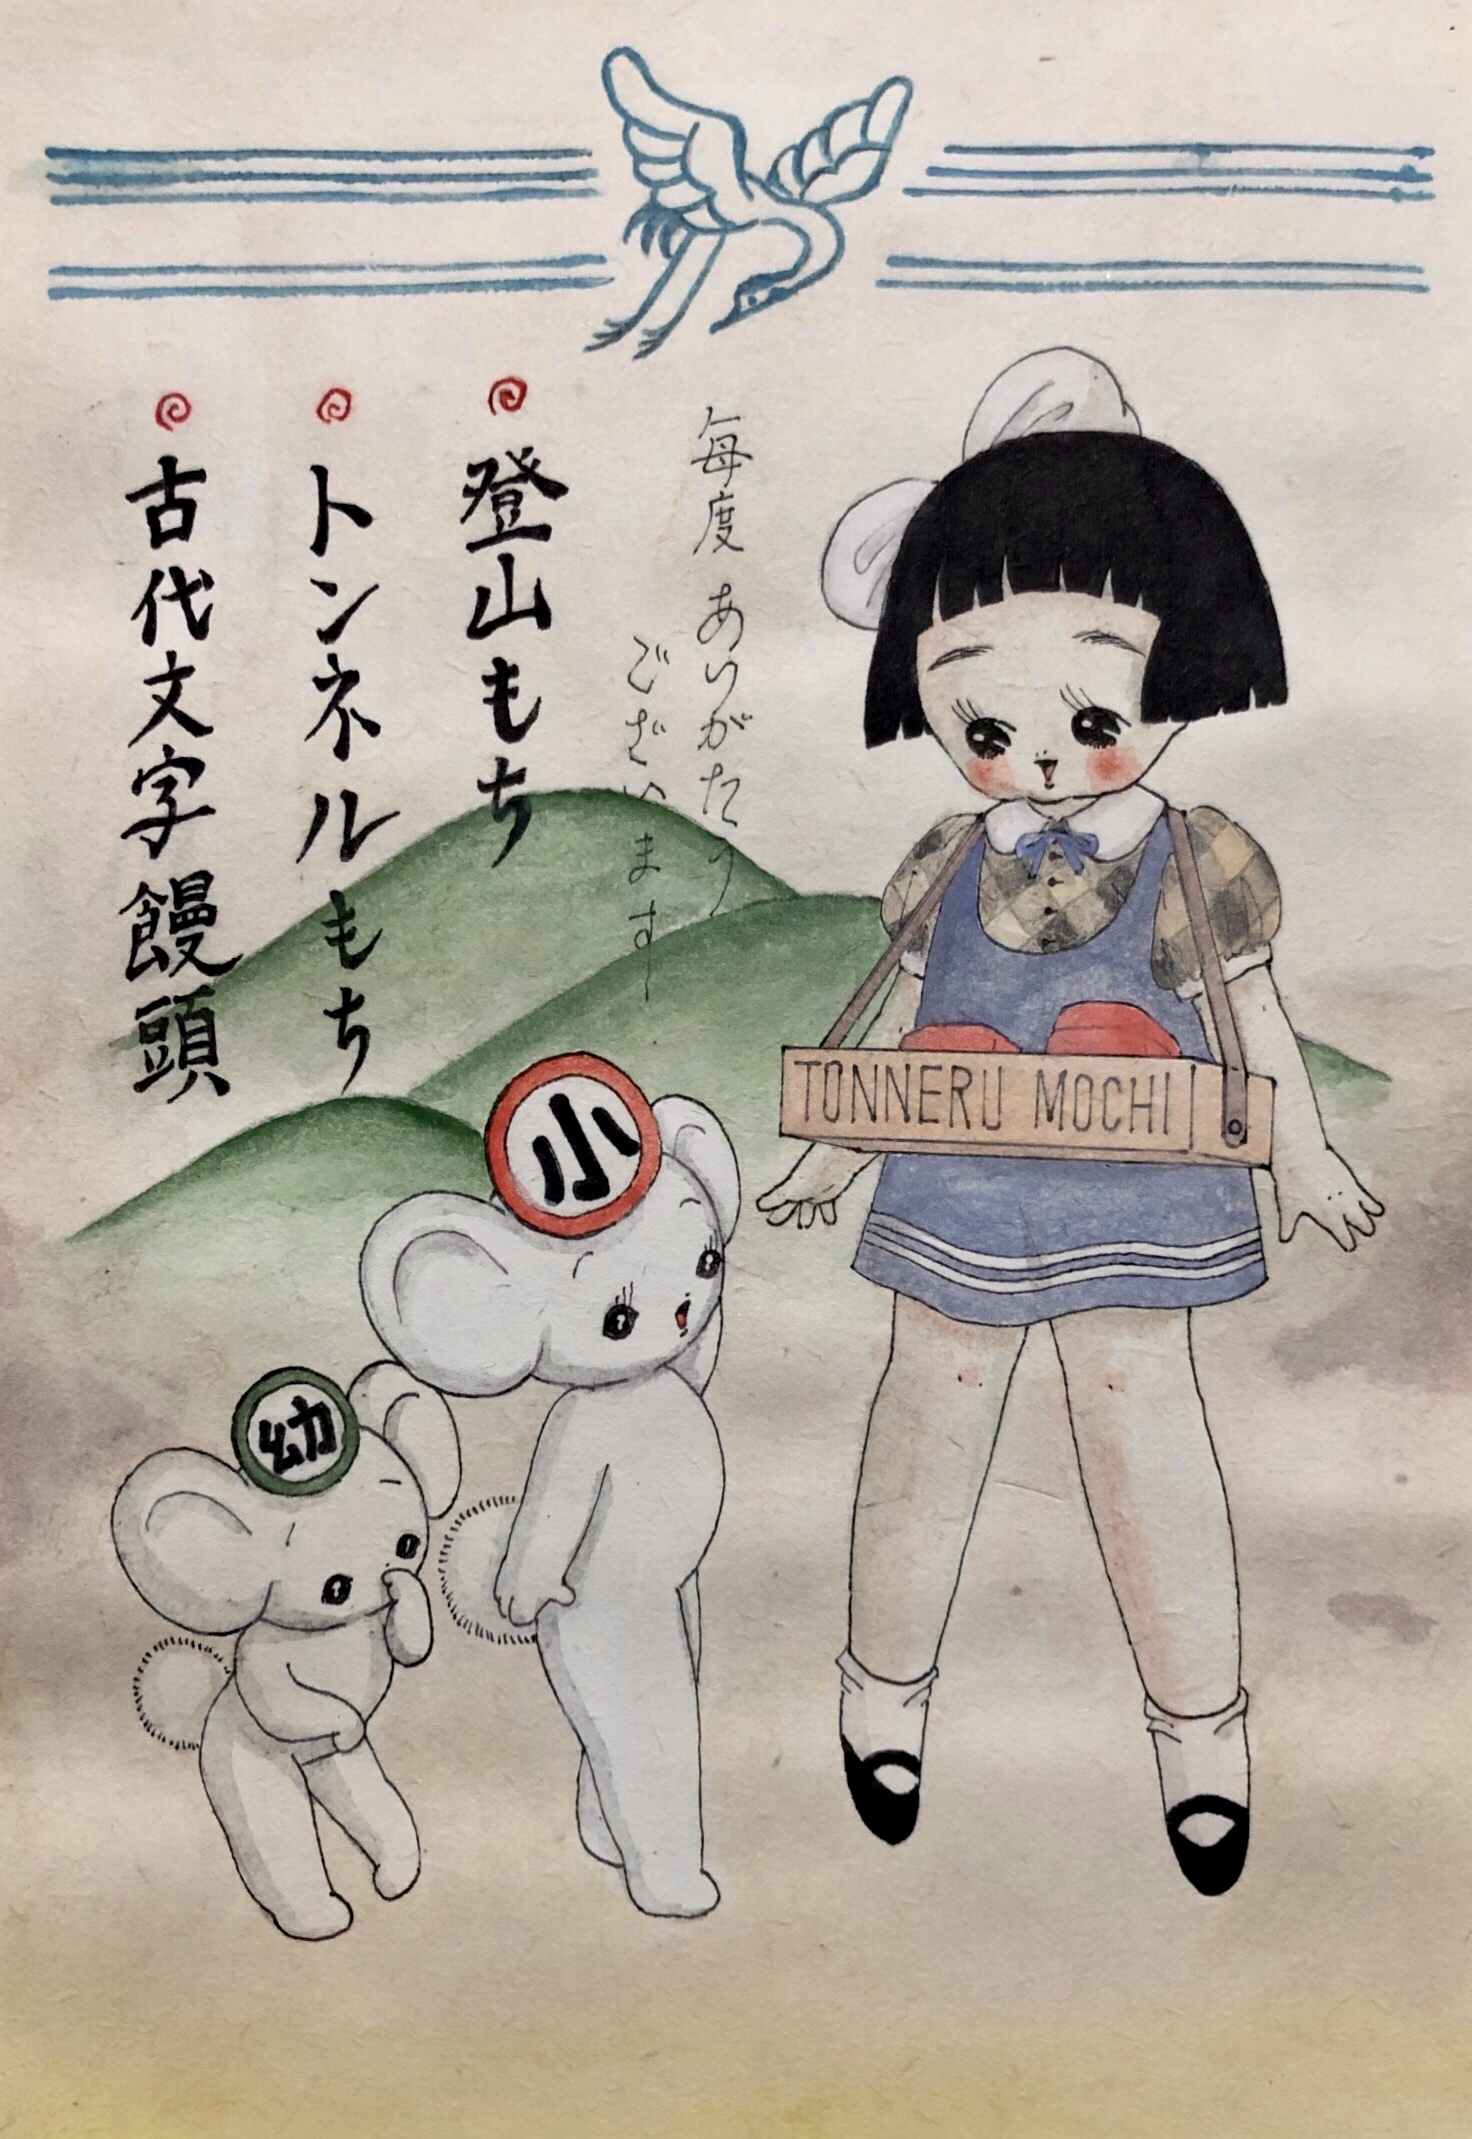 毎度 ありがたう
ございます
登山もち
トンネルもち
古代文字饅頭
TONNERU MOCHI
小
幼